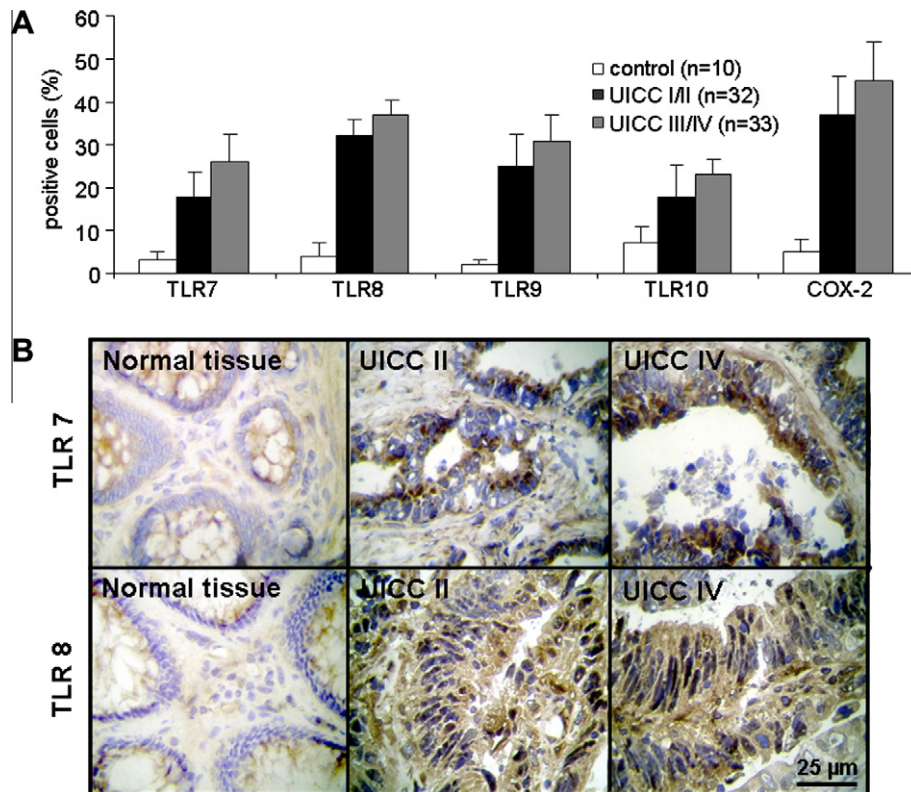 A
positive cells (%)
60
50
40
30
20
10
0
control (n=10)
UICC I/II (n=32)
UICC III/IV (n=33)
TLR7 TLR8 TLR9 TLR10 COX-2
B
TLR 7
Normal tissue UICC II UICC IV
TLR 8
Normal tissue UICC II UICC IV
25 µm